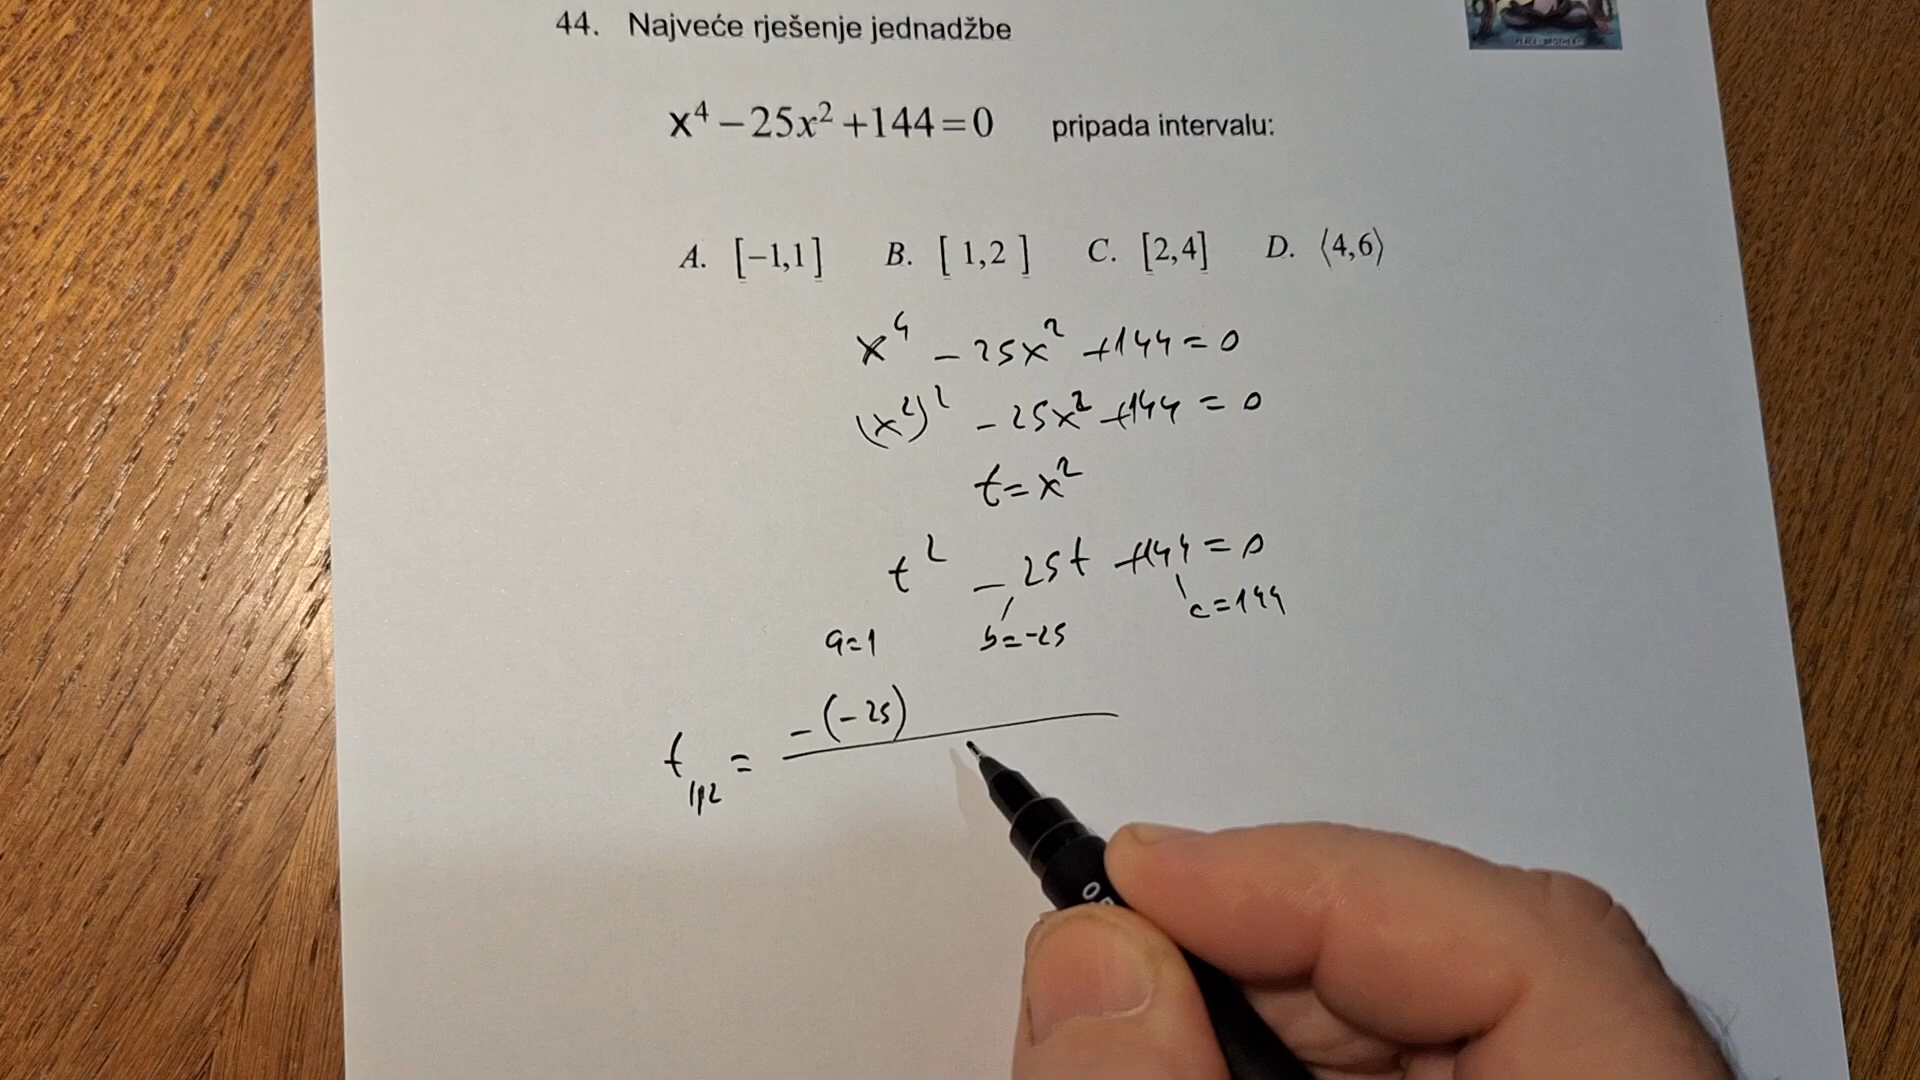 44. Najveće rješenje jednadžbe
x⁴ – 25x² + 144 = 0 pripada intervalu:
A. [–1,1] B. [ 1,2 ] C. [2,4] D. ⟨4,6⟩
x⁴ – 25x² + 144 = 0
(x²)² – 25x² + 144 = 0
t = x²
t² – 25t + 144 = 0
a=1 b=-25 c=144
t₁,₂ = –(–25)